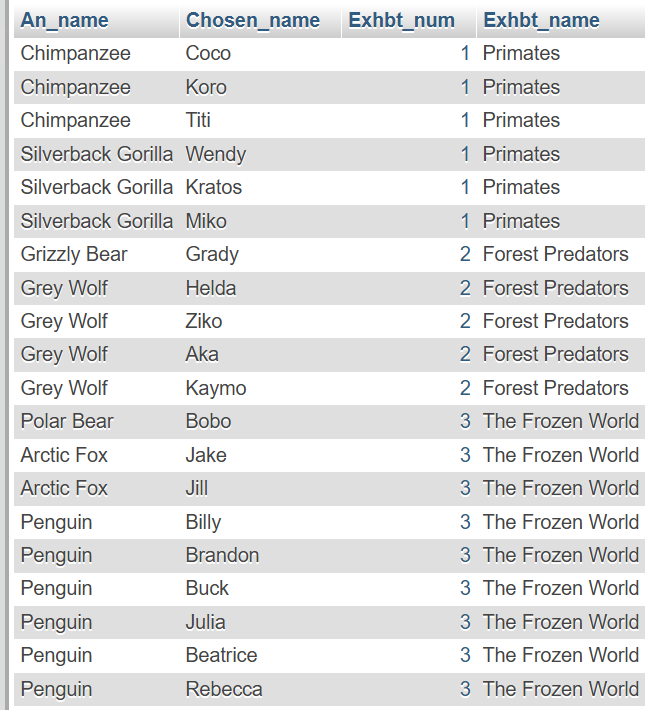 An_name Chosen_name Exhbt_num Exhbt_name
Chimpanzee Coco 1 Primates
Chimpanzee Koro 1 Primates
Chimpanzee Titi 1 Primates
Silverback Gorilla Wendy 1 Primates
Silverback Gorilla Kratos 1 Primates
Silverback Gorilla Miko 1 Primates
Grizzly Bear Grady 2 Forest Predators
Grey Wolf Helda 2 Forest Predators
Grey Wolf Ziko 2 Forest Predators
Grey Wolf Aka 2 Forest Predators
Grey Wolf Kaymo 2 Forest Predators
Polar Bear Bobo 3 The Frozen World
Arctic Fox Jake 3 The Frozen World
Arctic Fox Jill 3 The Frozen World
Penguin Billy 3 The Frozen World
Penguin Brandon 3 The Frozen World
Penguin Buck 3 The Frozen World
Penguin Julia 3 The Frozen World
Penguin Beatrice 3 The Frozen World
Penguin Rebecca 3 The Frozen World